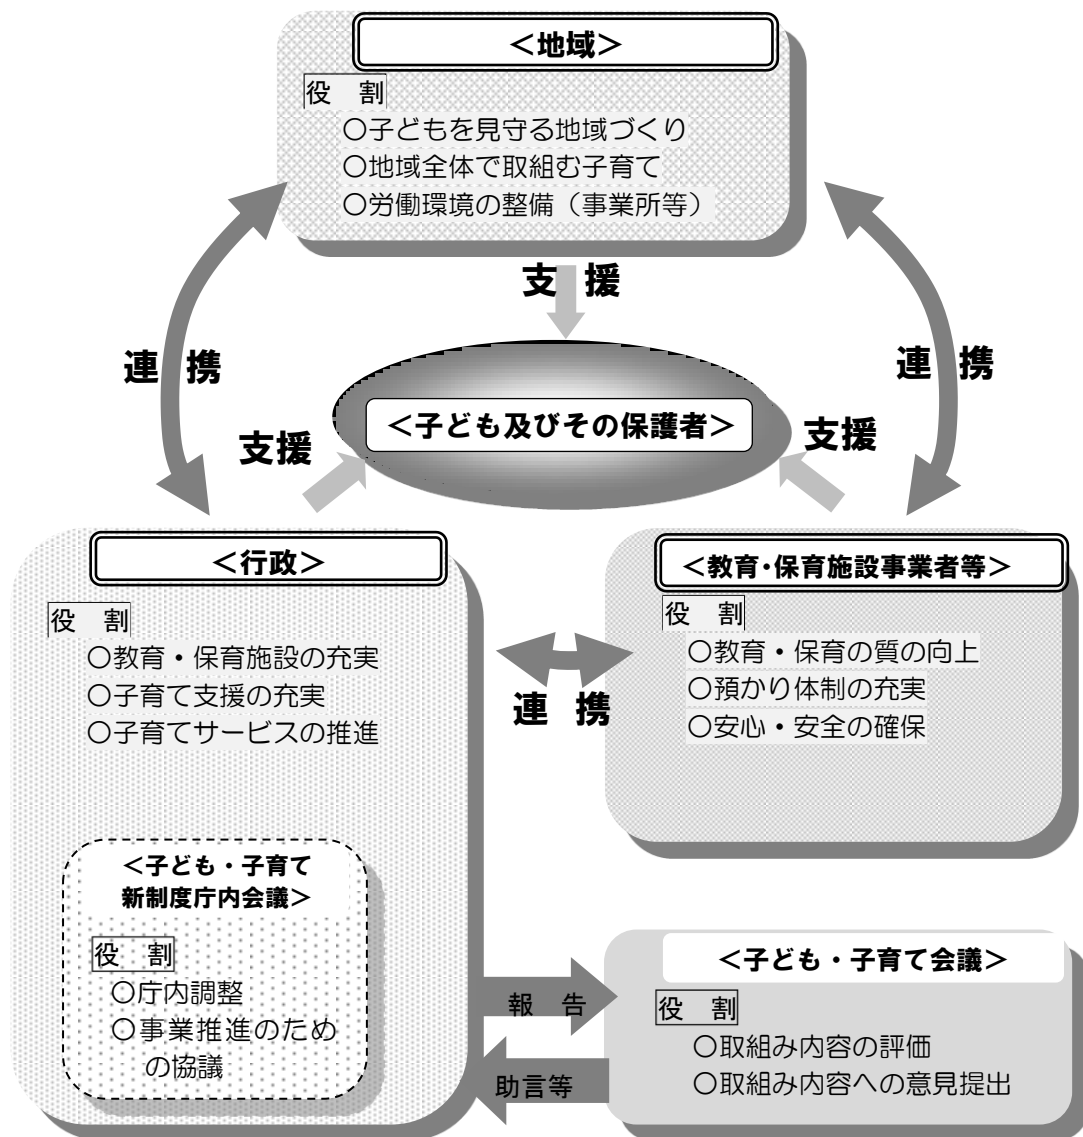 ＜地域＞
役　割
○子どもを見守る地域づくり
○地域全体で取組む子育て
○労働環境の整備（事業所等）
支　援
連　携
連　携
＜子ども及びその保護者＞
支援
支援
＜行政＞
役　割
○教育・保育施設の充実
○子育て支援の充実
○子育てサービスの推進
連　携
＜教育・保育施設事業者等＞
役　割
○教育・保育の質の向上
○預かり体制の充実
○安心・安全の確保
＜子ども・子育て
新制度庁内会議＞
役　割
○庁内調整
○事業推進のため
の協議
報　告
助言等
＜子ども・子育て会議＞
役　割
○取組み内容の評価
○取組み内容への意見提出